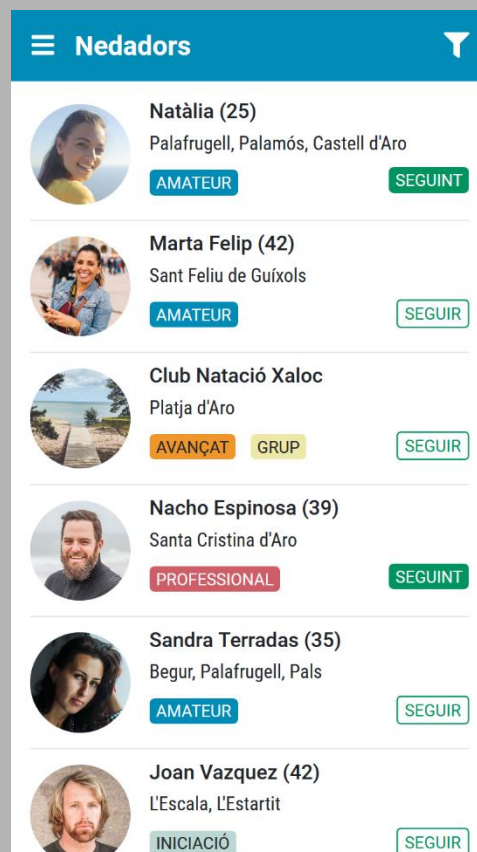 Nedadors
Natàlia (25)
Palafrugell, Palamós, Castell d'Aro
AMATEUR SEGUINT
Marta Felip (42)
Sant Feliu de Guíxols
AMATEUR SEGUIR
Club Natació Xaloc
Platja d'Aro
AVANÇAT GRUP SEGUIR
Nacho Espinosa (39)
Santa Cristina d'Aro
PROFESSIONAL SEGUINT
Sandra Terradas (35)
Begur, Palafrugell, Pals
AMATEUR SEGUIR
Joan Vazquez (42)
L'Escala, L'Estartit
INICIACIÓ SEGUIR